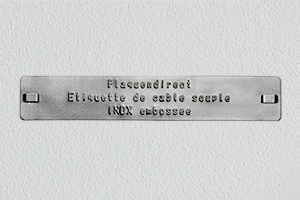 Plaquendirect
Etiquette de cable souple
INOX embossee